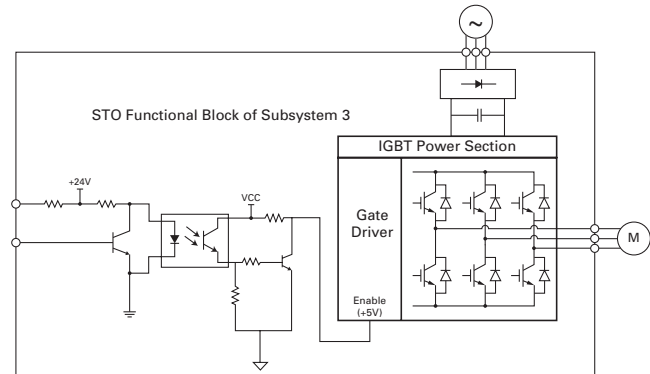 STO Functional Block of Subsystem 3
IGBT Power Section
+24V
VCC
Gate
Driver
M
Enable
(+5V)